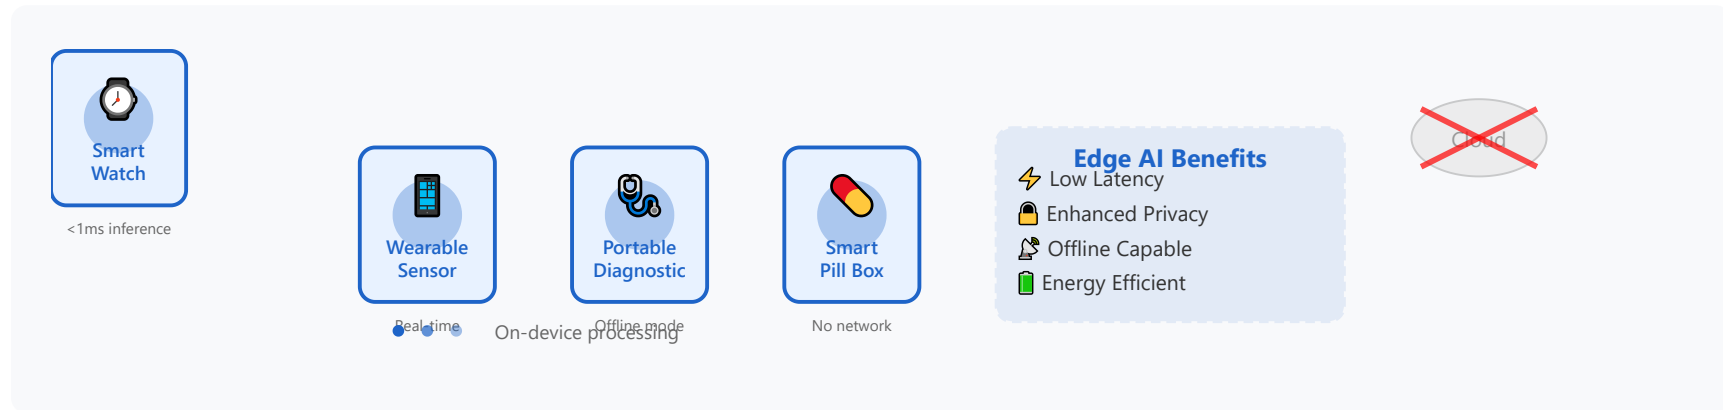 Smart
Watch
<1ms inference
Wearable
Sensor
Real-time
Portable
Diagnostic
Offline mode
Smart
Pill Box
No network
On-device processing
Edge AI Benefits
Low Latency
Enhanced Privacy
Offline Capable
Energy Efficient
Cloud